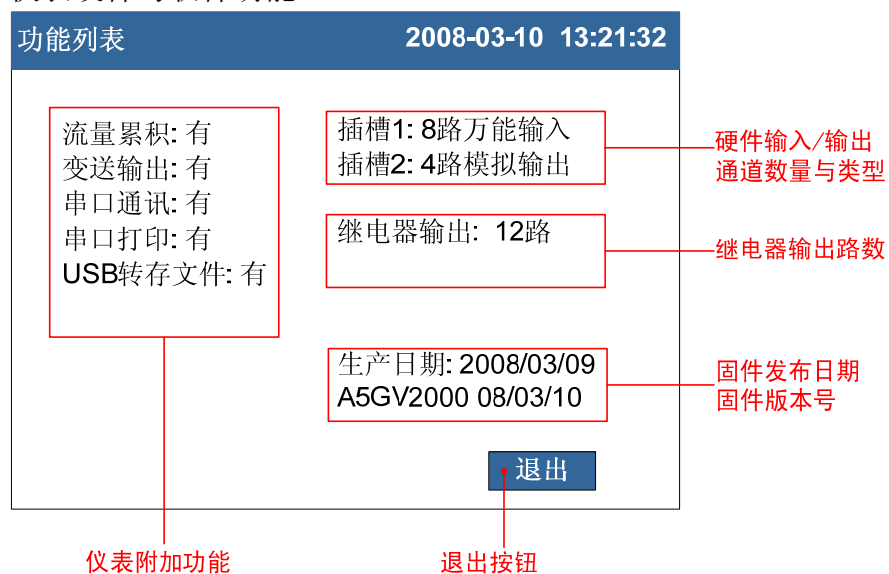 功能列表 2008-03-10 13:21:32
流量累积: 有
变送输出: 有
串口通讯: 有
串口打印: 有
USB转存文件: 有
插槽1: 8路万能输入
插槽2: 4路模拟输出
硬件输入/输出
通道数量与类型
继电器输出: 12路
继电器输出路数
生产日期: 2008/03/09
A5GV2000 08/03/10
固件发布日期
固件版本号
退出
仪表附加功能
退出按钮